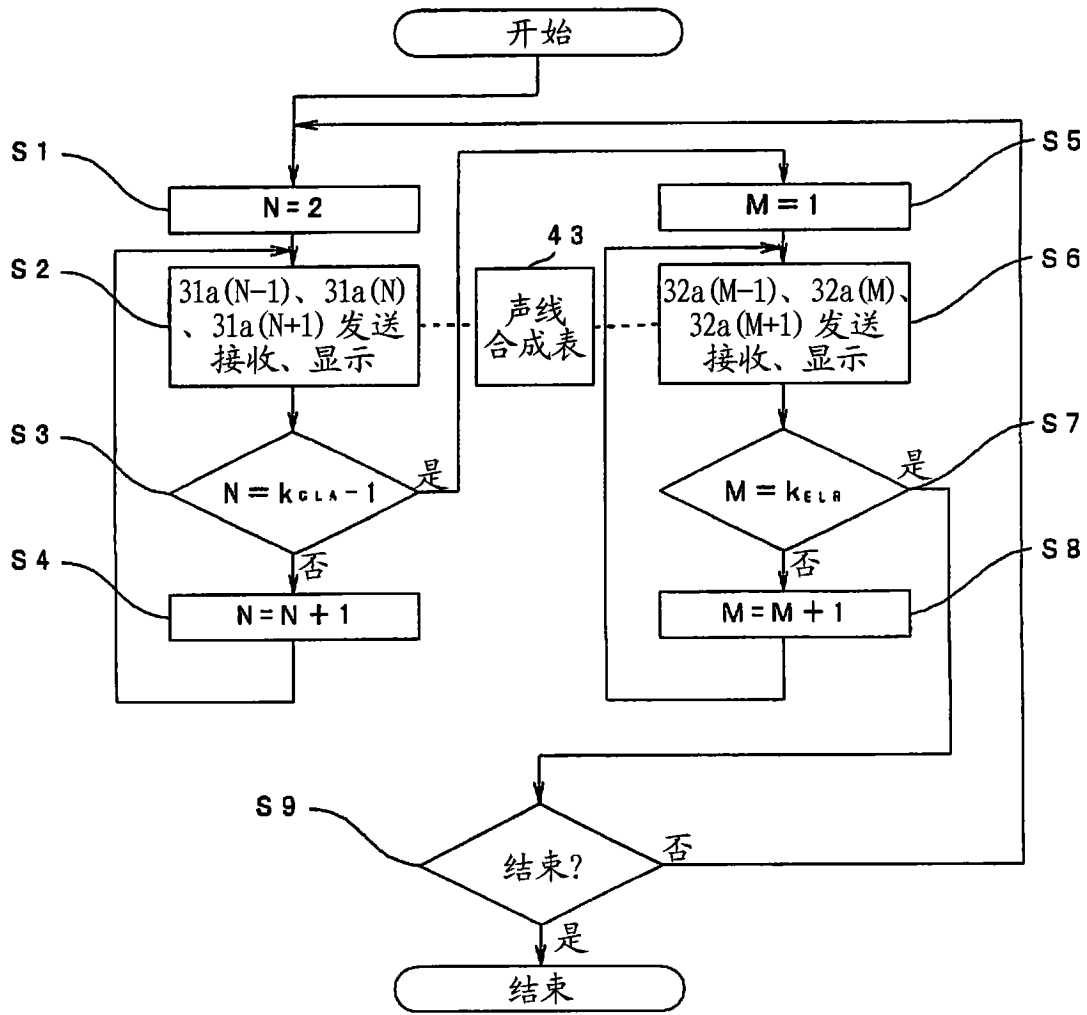 开始
S1
N=2
S2
31a(N-1)、31a(N)
、31a(N+1) 发送
接收、显示
43
声线
合成表
S3
N=kCLA-1
是
否
S4
N=N+1
S5
M=1
S6
32a(M-1)、32a(M)、
32a(M+1) 发送
接收、显示
S7
M=kELR
是
否
S8
M=M+1
S9
结束?
否
是
结束